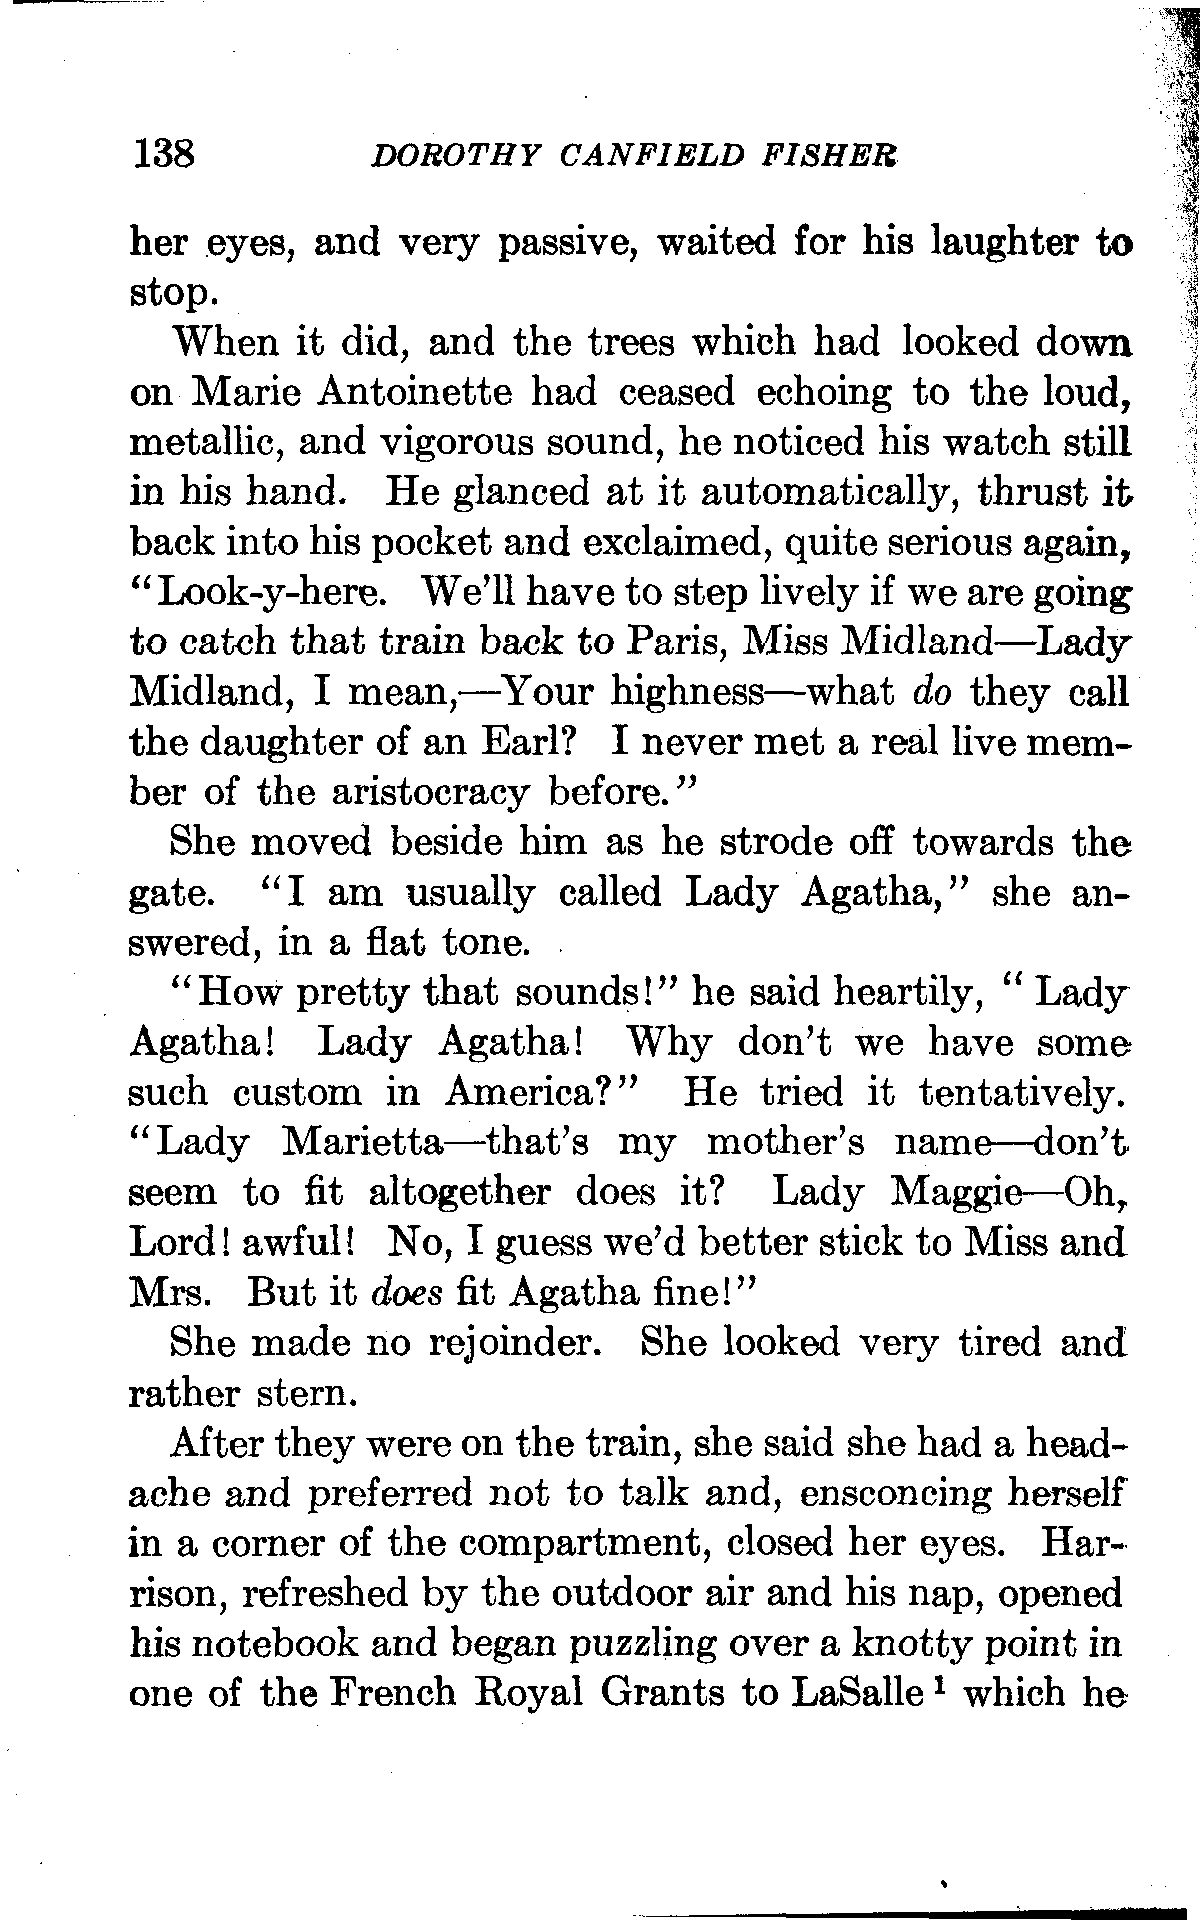 138 DOROTHY CANFIELD FISHER
her eyes, and very passive, waited for his laughter to
stop.
When it did, and the trees which had looked down
on Marie Antoinette had ceased echoing to the loud,
metallic, and vigorous sound, he noticed his watch still
in his hand. He glanced at it automatically, thrust it
back into his pocket and exclaimed, quite serious again,
"Look-y-here. We'll have to step lively if we are going
to catch that train back to Paris, Miss Midland—Lady
Midland, I mean,—Your highness—what do they call
the daughter of an Earl? I never met a real live mem-
ber of the aristocracy before."
She moved beside him as he strode off towards the
gate. "I am usually called Lady Agatha," she an-
swered, in a flat tone.
"How pretty that sounds!" he said heartily, "Lady
Agatha! Lady Agatha! Why don't we have some
such custom in America?" He tried it tentatively.
"Lady Marietta—that's my mother's name—don't
seem to fit altogether does it? Lady Maggie—Oh,
Lord! awful! No, I guess we'd better stick to Miss and
Mrs. But it does fit Agatha fine!"
She made no rejoinder. She looked very tired and
rather stern.
After they were on the train, she said she had a head-
ache and preferred not to talk and, ensconcing herself
in a corner of the compartment, closed her eyes. Har-
rison, refreshed by the outdoor air and his nap, opened
his notebook and began puzzling over a knotty point in
one of the French Royal Grants to LaSalle¹ which he